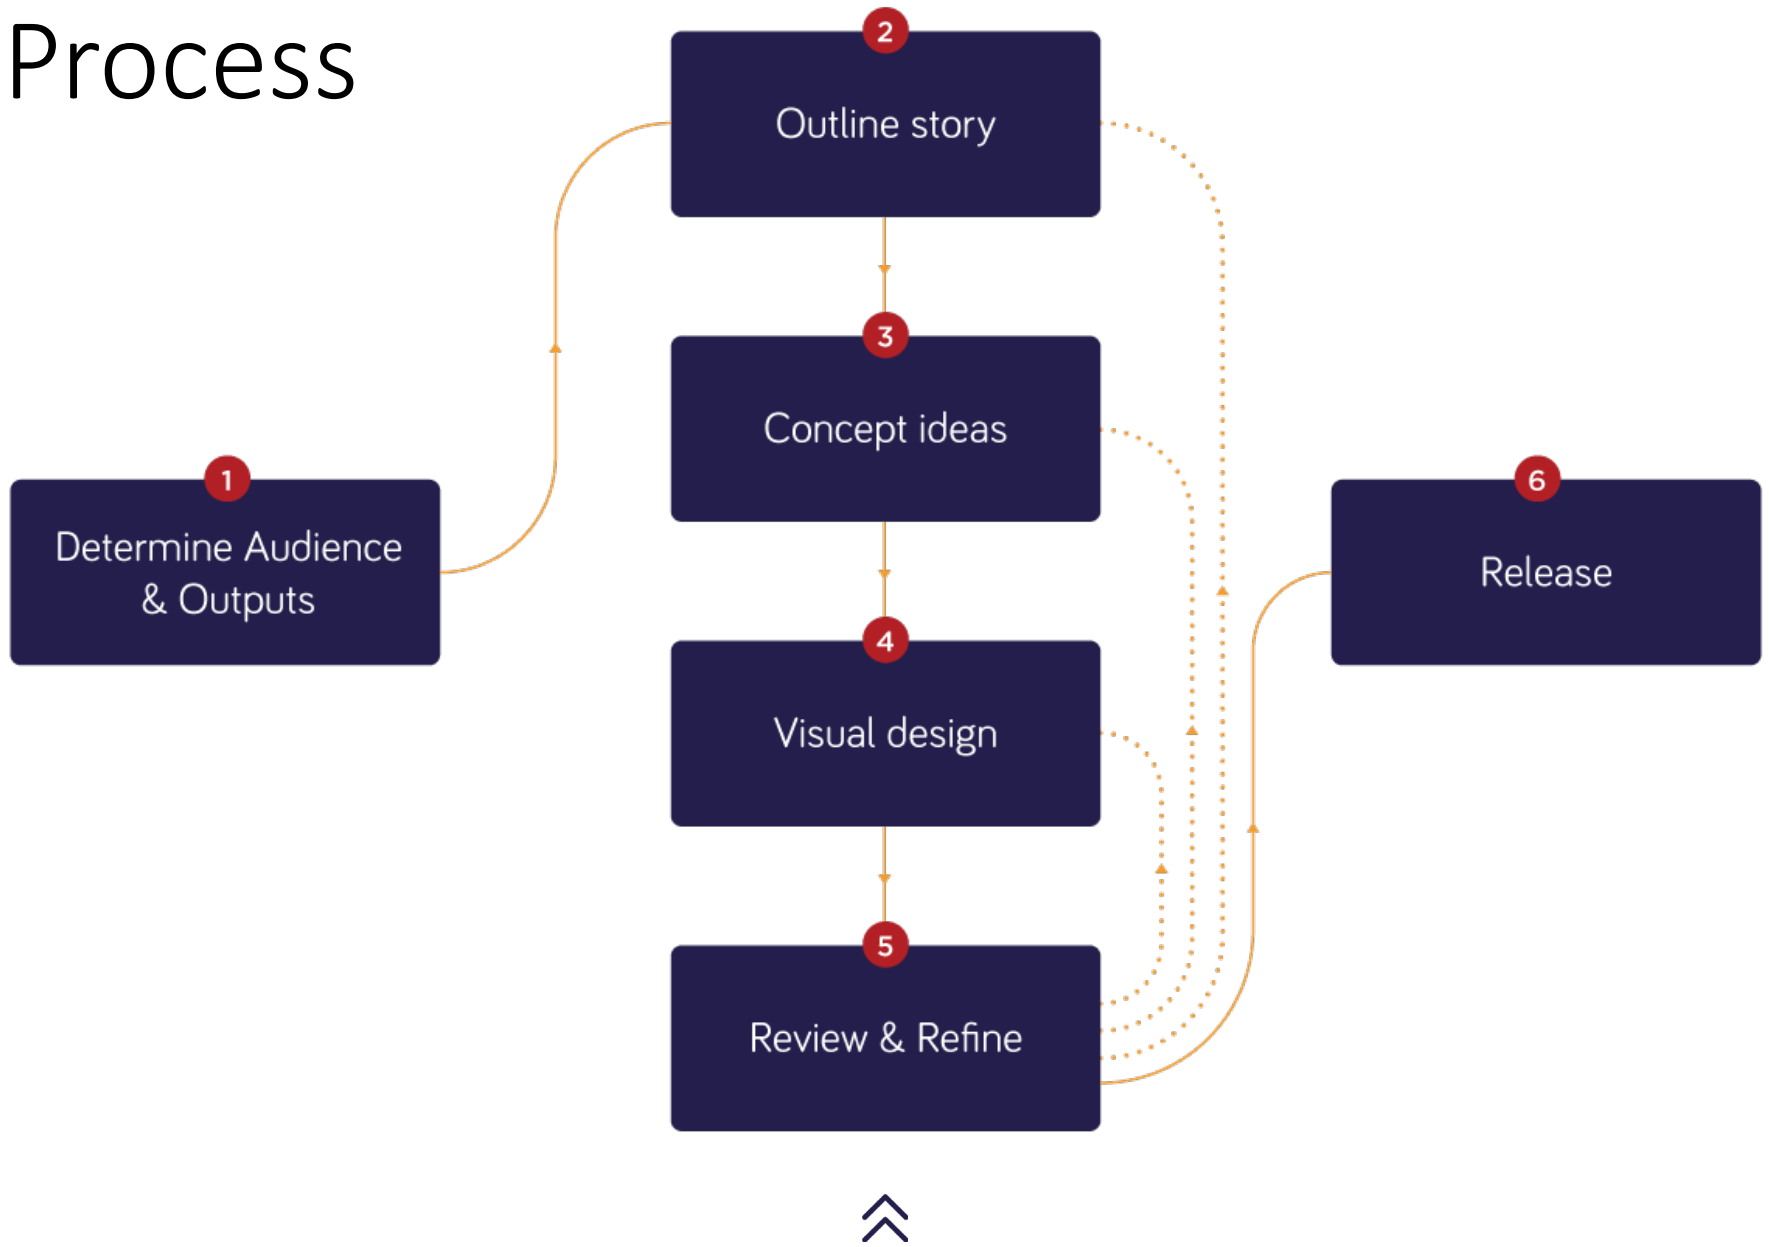 Process
1
Determine Audience
& Outputs
2
Outline story
3
Concept ideas
4
Visual design
5
Review & Refine
6
Release